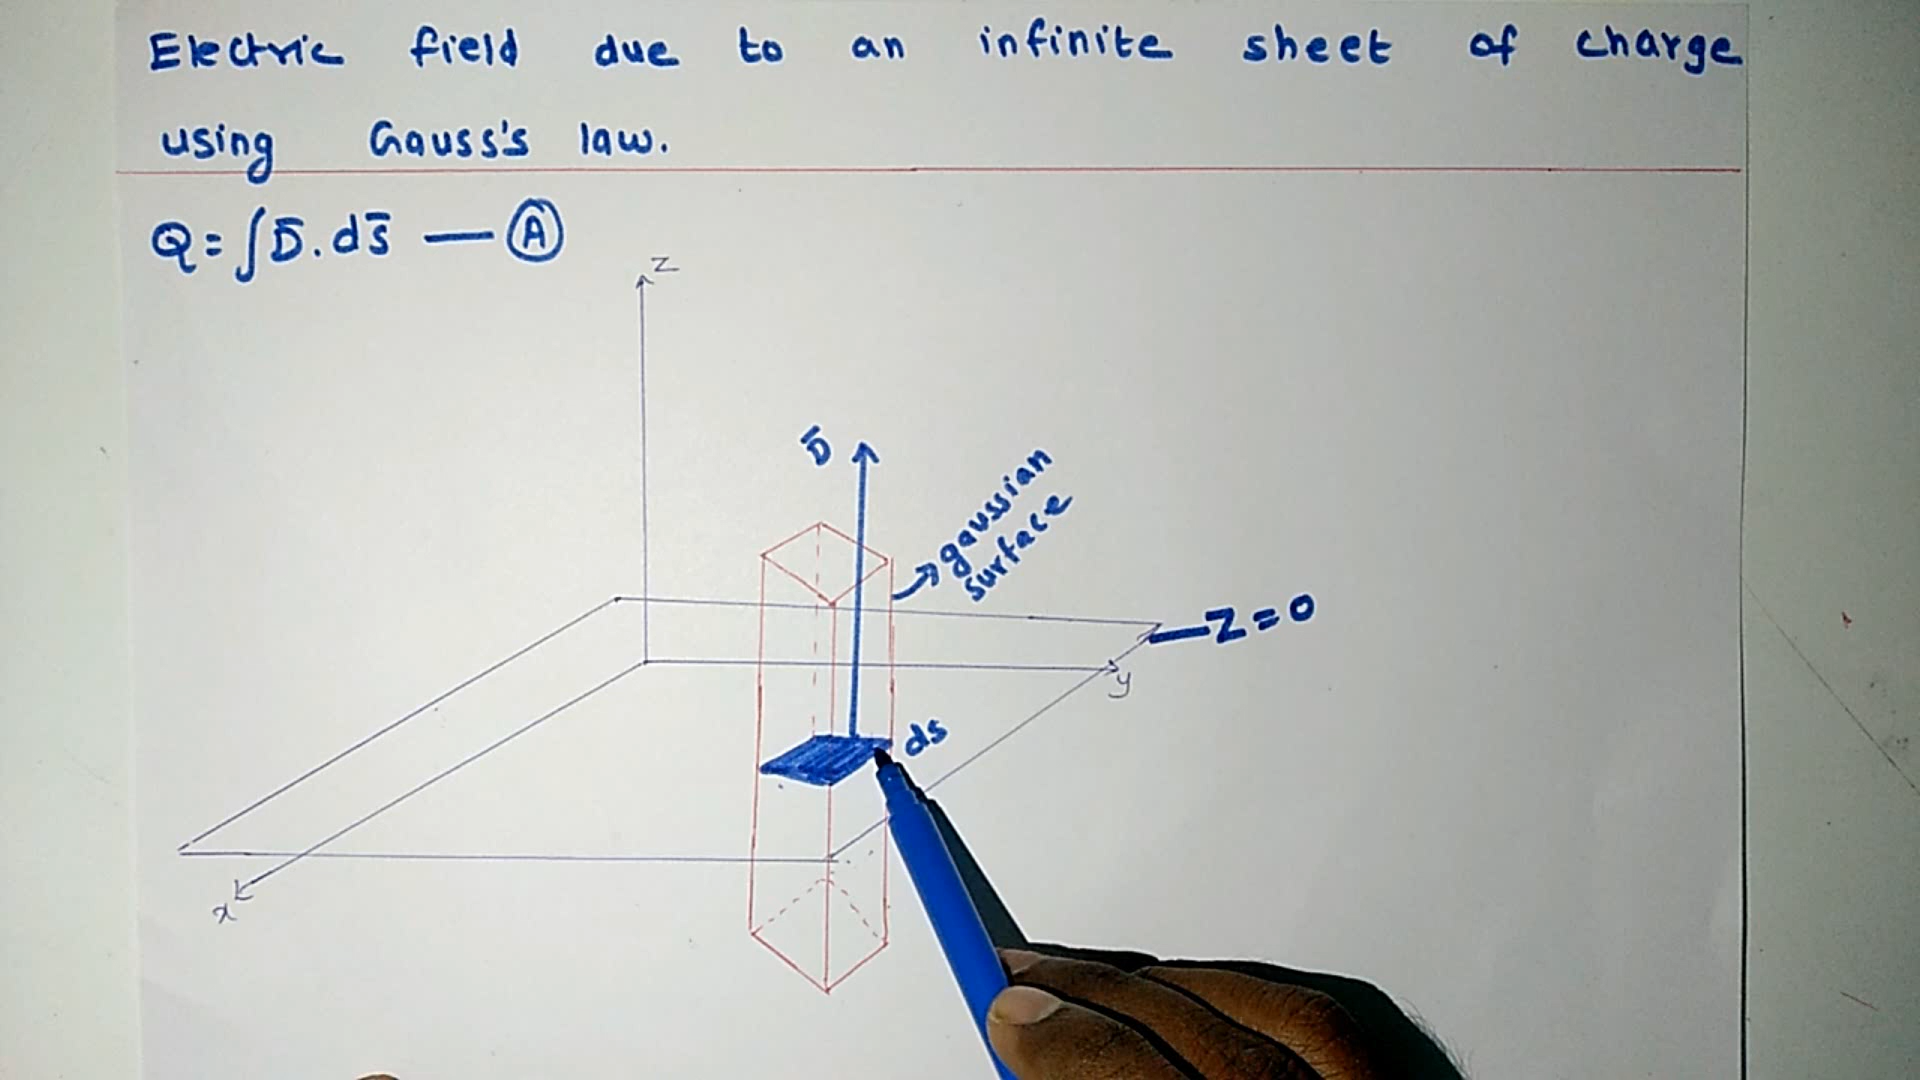 Electric field due to an infinite sheet of charge
using Gauss's law.
Q = ∫D̄.ds̄ — Ⓐ
z
D̄
gaussian
surface
Z=0
y
ds
x